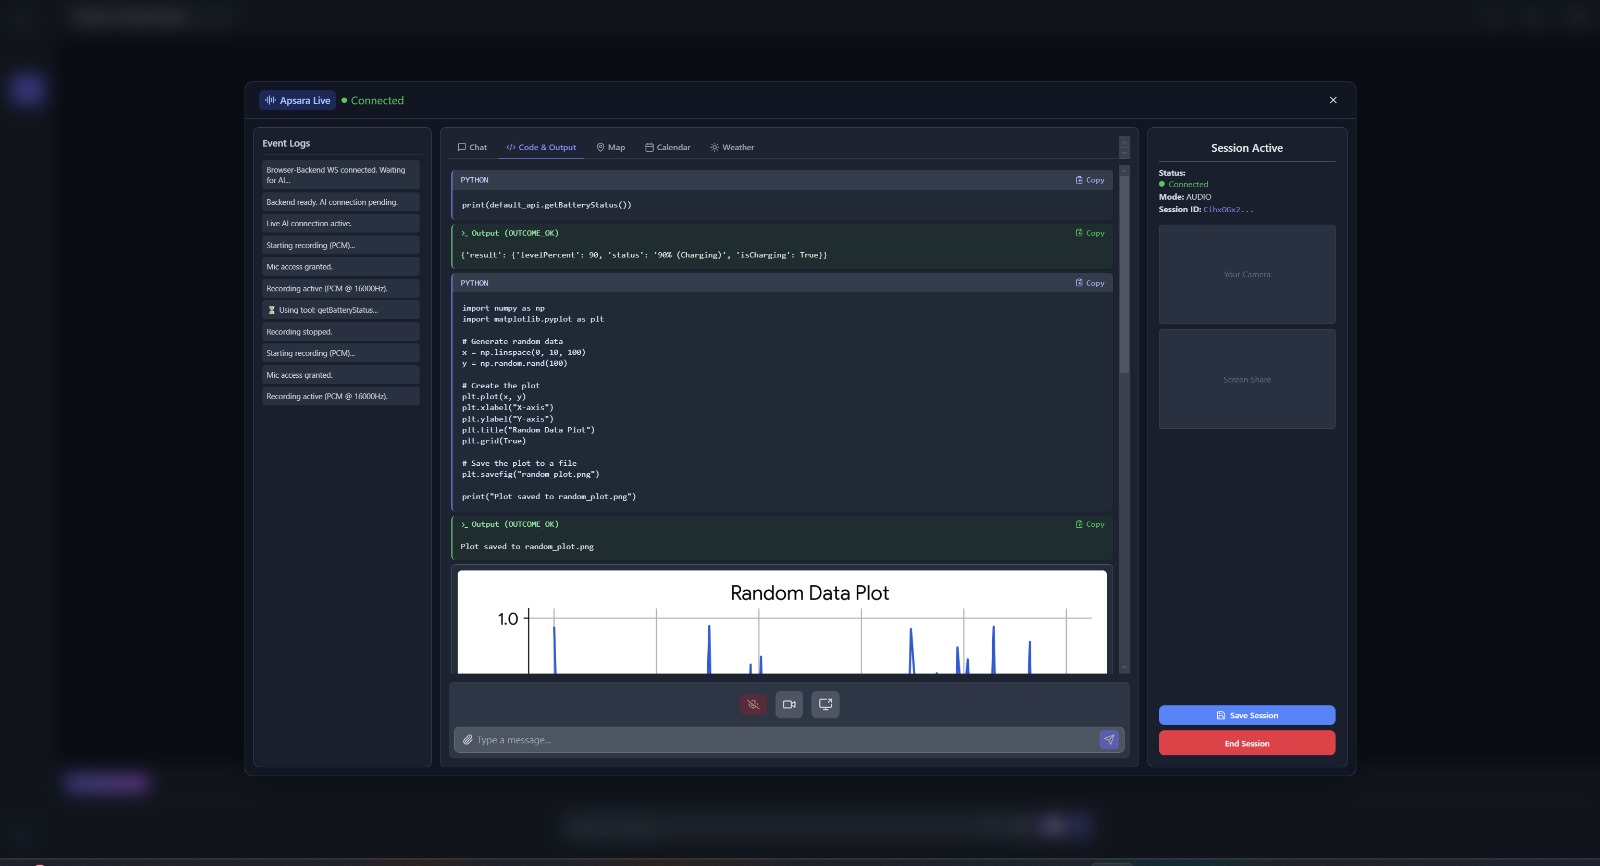 Apsara Live
Connected
Event Logs
Browser-Backend WS connected. Waiting
for AI...
Backend ready. AI connection pending.
Live AI connection active.
Starting recording (PCM)...
Mic access granted.
Recording active (PCM @ 16000Hz).
⏳ Using tool: getBatteryStatus...
Recording stopped.
Starting recording (PCM)...
Mic access granted.
Recording active (PCM @ 16000Hz).
Chat
Code & Output
Map
Calendar
Weather
PYTHON
Copy
print(default_api.getBatteryStatus())
>_ Output (OUTCOME_OK)
Copy
{'result': {'levelPercent': 90, 'status': '90% (Charging)', 'isCharging': True}}
PYTHON
Copy
import numpy as np
import matplotlib.pyplot as plt
# Generate random data
x = np.linspace(0, 10, 100)
y = np.random.rand(100)
# Create the plot
plt.plot(x, y)
plt.xlabel("X-axis")
plt.ylabel("Y-axis")
plt.title("Random Data Plot")
plt.grid(True)
# Save the plot to a file
plt.savefig("random_plot.png")
print("Plot saved to random_plot.png")
>_ Output (OUTCOME_OK)
Copy
Plot saved to random_plot.png
Random Data Plot
1.0
Type a message...
Session Active
Status:
Connected
Mode: AUDIO
Session ID: CihxOGx2...
Your Camera
Screen Share
Save Session
End Session